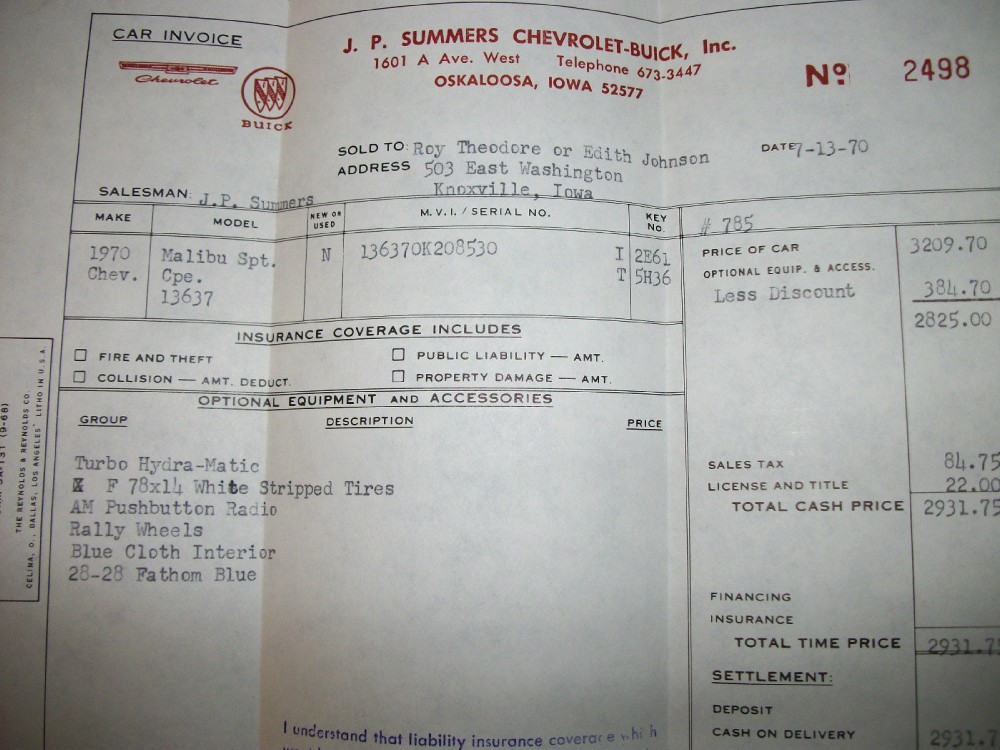 CAR INVOICE
Chevrolet
BUICK
J. P. SUMMERS CHEVROLET-BUICK, Inc.
1601 A Ave. West Telephone 673-3447
OSKALOOSA, IOWA 52577
Nº 2498
SOLD TO: Roy Theodore or Edith Johnson
DATE 7-13-70
ADDRESS 503 East Washington
Knoxville, Iowa
SALESMAN: J.P. Summers
MAKE MODEL NEW OR USED M.V.I. / SERIAL NO. KEY No.
1970 Chev. Malibu Spt. Cpe. 13637 N 136370K208530 I 2E61
T 5H36
# 785
PRICE OF CAR 3209.70
OPTIONAL EQUIP. & ACCESS.
Less Discount 384.70
2825.00
INSURANCE COVERAGE INCLUDES
FIRE AND THEFT PUBLIC LIABILITY — AMT.
COLLISION — AMT. DEDUCT. PROPERTY DAMAGE — AMT.
OPTIONAL EQUIPMENT AND ACCESSORIES
GROUP DESCRIPTION PRICE
Turbo Hydra-Matic
F 78x14 White Stripped Tires
AM Pushbutton Radio
Rally Wheels
Blue Cloth Interior
28-28 Fathom Blue
SALES TAX 84.75
LICENSE AND TITLE 22.00
TOTAL CASH PRICE 2931.75
FINANCING
INSURANCE
TOTAL TIME PRICE 2931.75
SETTLEMENT:
DEPOSIT
CASH ON DELIVERY 2931.7
I understand that liability insurance coverage which
(9-68)
THE REYNOLDS & REYNOLDS CO.
CELINA, O., DALLAS, LOS ANGELES LITHO IN U.S.A.